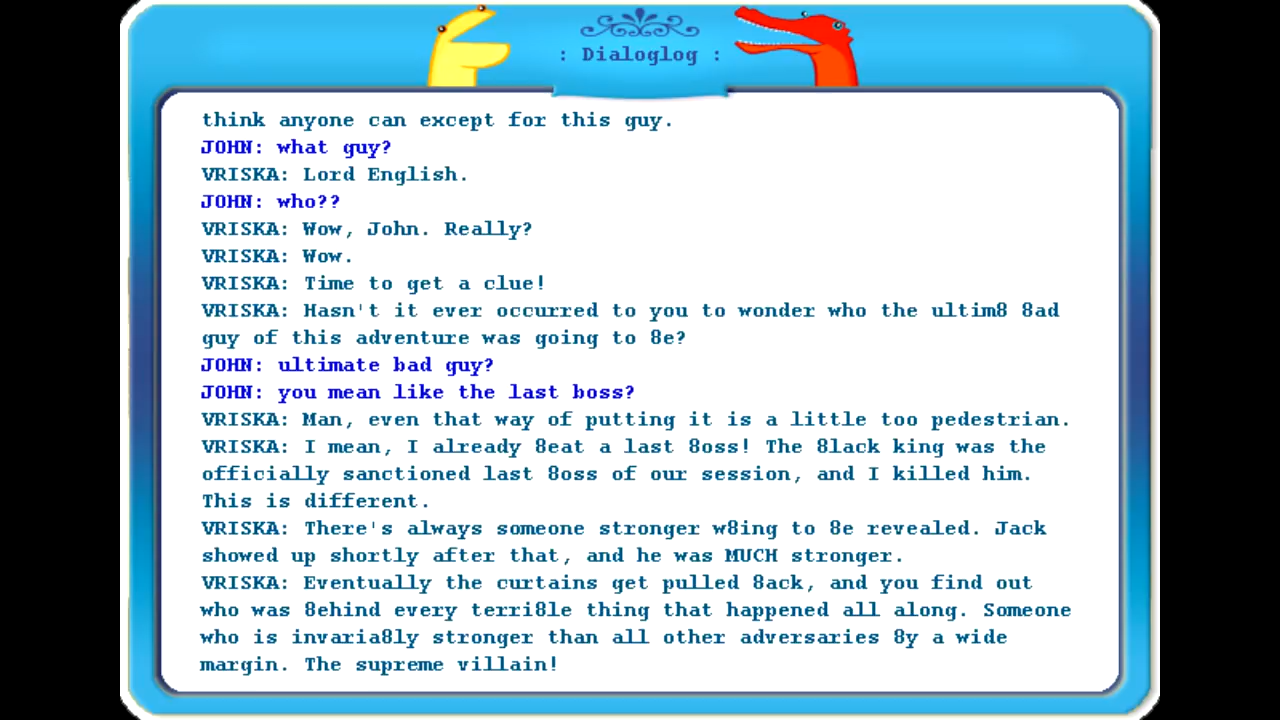 : Dialoglog :
think anyone can except for this guy.
JOHN: what guy?
VRISKA: Lord English.
JOHN: who??
VRISKA: Wow, John. Really?
VRISKA: Wow.
VRISKA: Time to get a clue!
VRISKA: Hasn't it ever occurred to you to wonder who the ultim8 8ad
guy of this adventure was going to 8e?
JOHN: ultimate bad guy?
JOHN: you mean like the last boss?
VRISKA: Man, even that way of putting it is a little too pedestrian.
VRISKA: I mean, I already 8eat a last 8oss! The 8lack king was the
officially sanctioned last 8oss of our session, and I killed him.
This is different.
VRISKA: There's always someone stronger w8ing to 8e revealed. Jack
showed up shortly after that, and he was MUCH stronger.
VRISKA: Eventually the curtains get pulled 8ack, and you find out
who was 8ehind every terri8le thing that happened all along. Someone
who is invaria8ly stronger than all other adversaries 8y a wide
margin. The supreme villain!